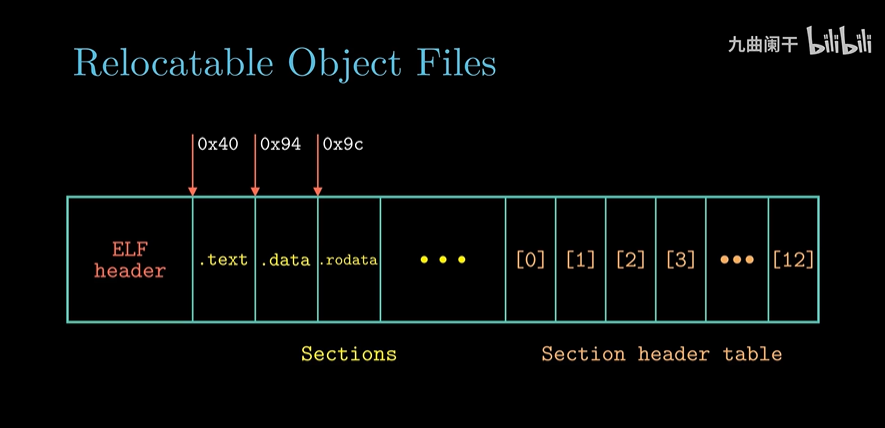 九曲阑干 bilibili
Relocatable Object Files
0x40 0x94 0x9c
ELF
header
.text .data .rodata ••• [0] [1] [2] [3] ••• [12]
Sections Section header table